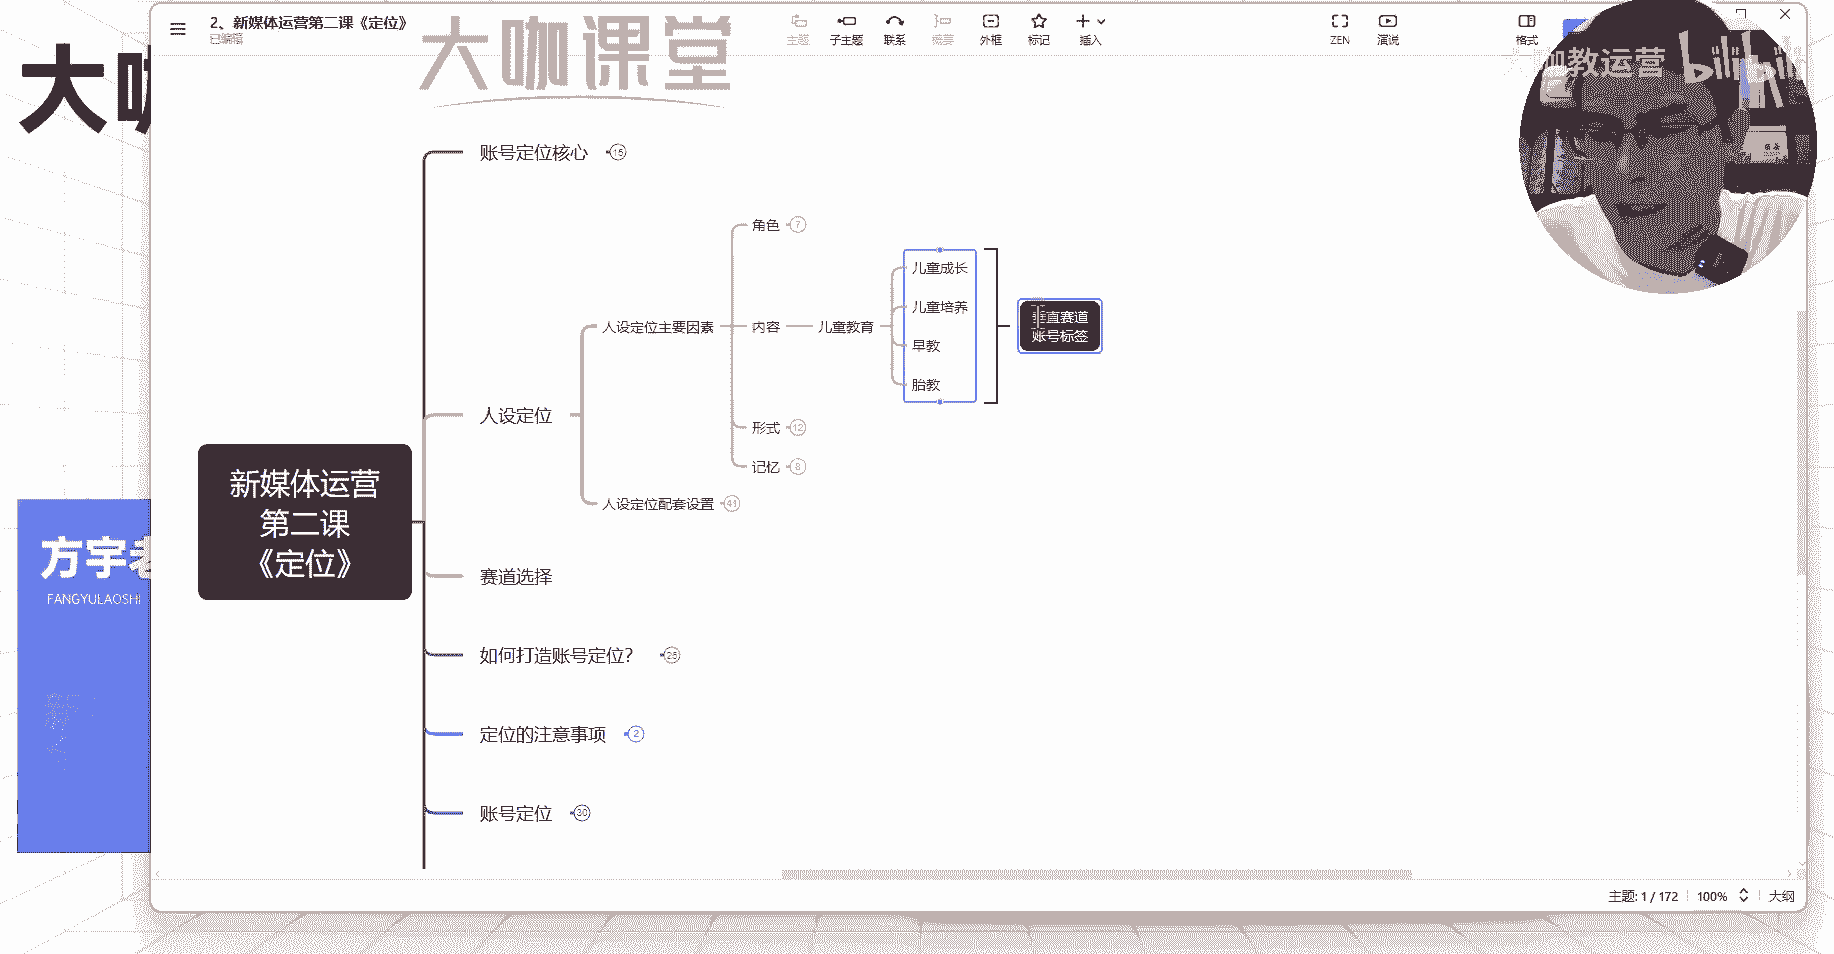 2、新媒体运营第二课《定位》
已编辑
大咖课堂
主题
子主题
联系
概要
外框
标记
插入
ZEN
演说
格式
大咖教运营
bilibili
大咖
账号定位核心
15
角色
7
儿童成长
儿童培养
早教
胎教
垂直赛道
账号标签
人设定位主要因素
内容
儿童教育
人设定位
形式
12
记忆
8
人设定位配套设置
41
新媒体运营
第二课
《定位》
赛道选择
如何打造账号定位？
25
定位的注意事项
2
账号定位
30
方宇老
FANGYULAOSHI
主题: 1 / 172
100%
大纲